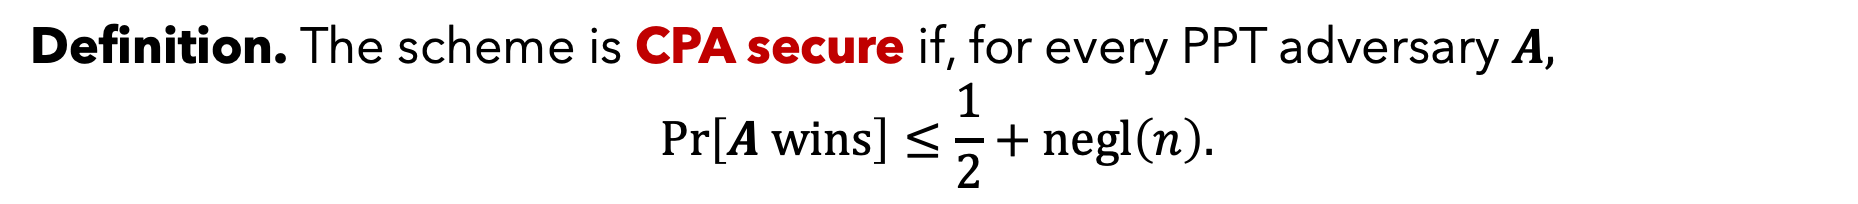 Definition. The scheme is CPA secure if, for every PPT adversary A,
Pr[A wins] ≤ 1/2 + negl(n).